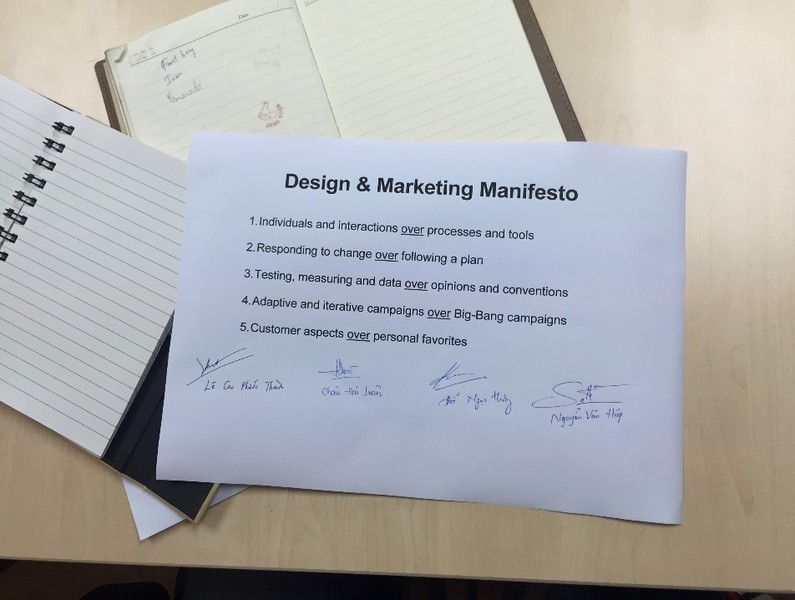 Date
Design & Marketing Manifesto
1. Individuals and interactions over processes and tools
2. Responding to change over following a plan
3. Testing, measuring and data over opinions and conventions
4. Adaptive and iterative campaigns over Big-Bang campaigns
5. Customer aspects over personal favorites
Nguyễn Văn Hiệp